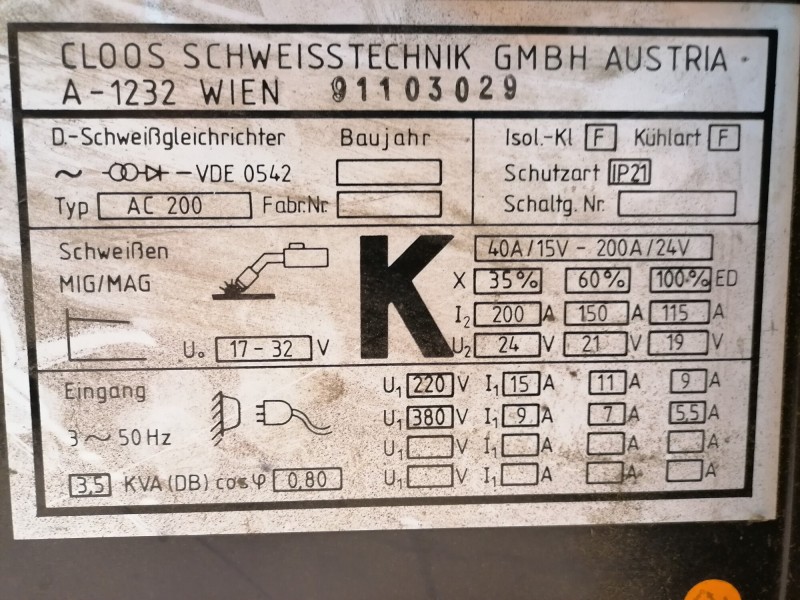 CLOOS SCHWEISSTECHNIK GMBH AUSTRIA
A-1232 WIEN 91103029
D.-Schweißgleichrichter Baujahr
~ -VDE 0542
Typ AC 200 Fabr.Nr.
Isol.-Kl F Kühlart F
Schutzart IP21
Schaltg. Nr.
Schweißen
MIG/MAG
U₀ 17-32 V
K
40A/15V - 200A/24V
X 35% 60% 100% ED
I₂ 200 A 150 A 115 A
U₂ 24 V 21 V 19 V
Eingang
3~50Hz
3,5 KVA (DB) cosφ 0,80
U₁ 220 V I₁ 15 A 11 A 9 A
U₁ 380 V I₁ 9 A 7 A 5,5 A
U₁ V I₁ A A A
U₁ V I₁ A A A